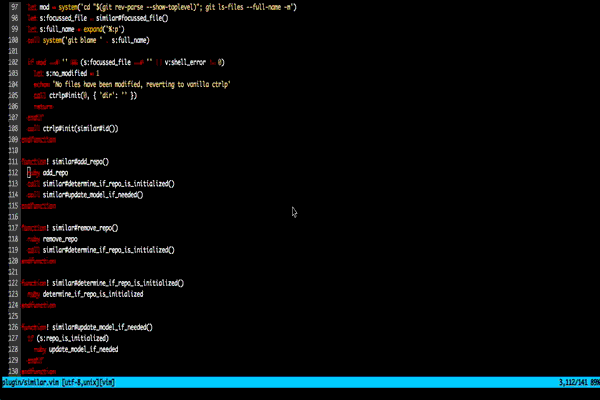 97 let mod = system('cd "$(git rev-parse --show-toplevel)"; git ls-files --full-name -m')
98 let s:focussed_file = similar#focussed_file()
99 let s:full_name = expand('%:p')
100 call system('git blame ' . s:full_name)
101
102 if mod == '' && (s:focussed_file == '' || v:shell_error != 0)
103 let s:no_modified = 1
104 echom 'No files have been modified, reverting to vanilla ctrlp'
105 call ctrlp#init(0, { 'dir': '' })
106 return
107 endif
108 call ctrlp#init(similar#id())
109 endfunction
110
111 function! similar#add_repo()
112 ruby add_repo
113 call similar#determine_if_repo_is_initialized()
114 call similar#update_model_if_needed()
115 endfunction
116
117 function! similar#remove_repo()
118 ruby remove_repo
119 call similar#determine_if_repo_is_initialized()
120 endfunction
121
122 function! similar#determine_if_repo_is_initialized()
123 ruby determine_if_repo_is_initialized
124 endfunction
125
126 function! similar#update_model_if_needed()
127 if (s:repo_is_initialized)
128 ruby update_model_if_needed
129 endif
130 endfunction
plugin/similar.vim [utf-8,unix][vim] 3,112/141 89%